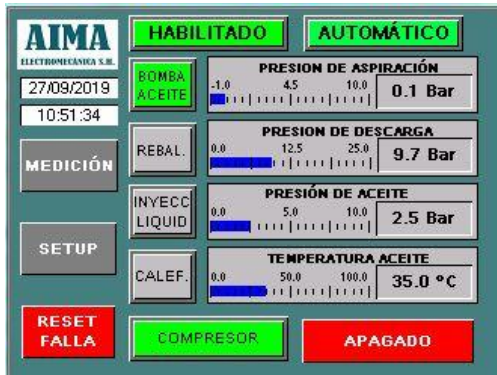 AIMA
ELECTROMECÁNICA S.R.
HABILITADO
AUTOMÁTICO
27/09/2019
10:51:34
MEDICIÓN
SETUP
RESET
FALLA
BOMBA
ACEITE
PRESION DE ASPIRACIÓN
-1.0 4.5 10.0
0.1 Bar
REBAL.
PRESION DE DESCARGA
0.0 12.5 25.0
9.7 Bar
INYECC
LIQUID
PRESIÓN DE ACEITE
0.0 5.0 10.0
2.5 Bar
CALEF.
TEMPERATURA ACEITE
0.0 50.0 100.0
35.0 ºC
COMPRESOR
APAGADO